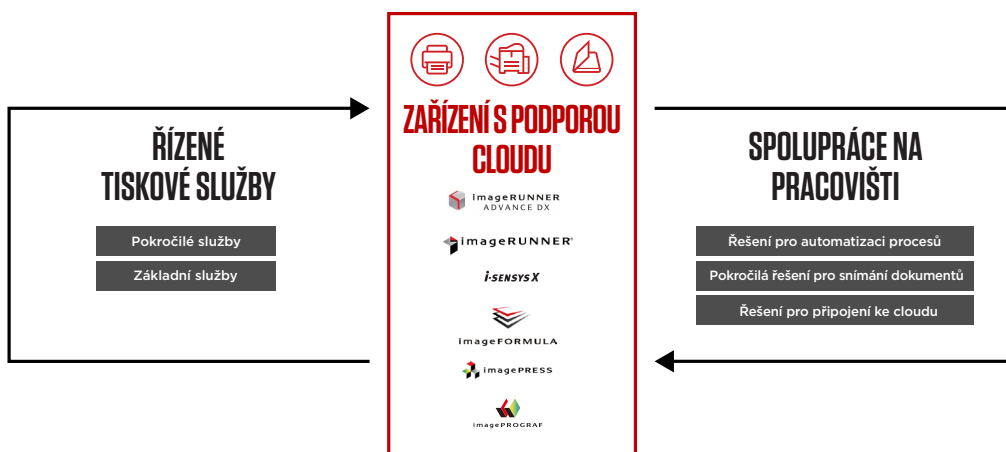 ŘÍZENÉ
TISKOVÉ SLUŽBY
Pokročilé služby
Základní služby
ZAŘÍZENÍ S PODPOROU
CLOUDU
imageRUNNER
ADVANCE DX
imageRUNNER®
i-SENSYS X
imageFORMULA
imagePRESS
imagePROGRAF
SPOLUPRÁCE NA
PRACOVIŠTI
Řešení pro automatizaci procesů
Pokročilá řešení pro snímání dokumentů
Řešení pro připojení ke cloudu